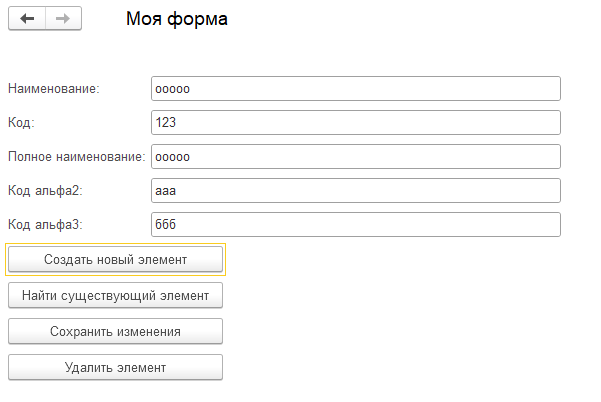 Моя форма
Наименование: ооооо
Код: 123
Полное наименование: ооооо
Код альфа2: ааа
Код альфа3: ббб
Создать новый элемент
Найти существующий элемент
Сохранить изменения
Удалить элемент